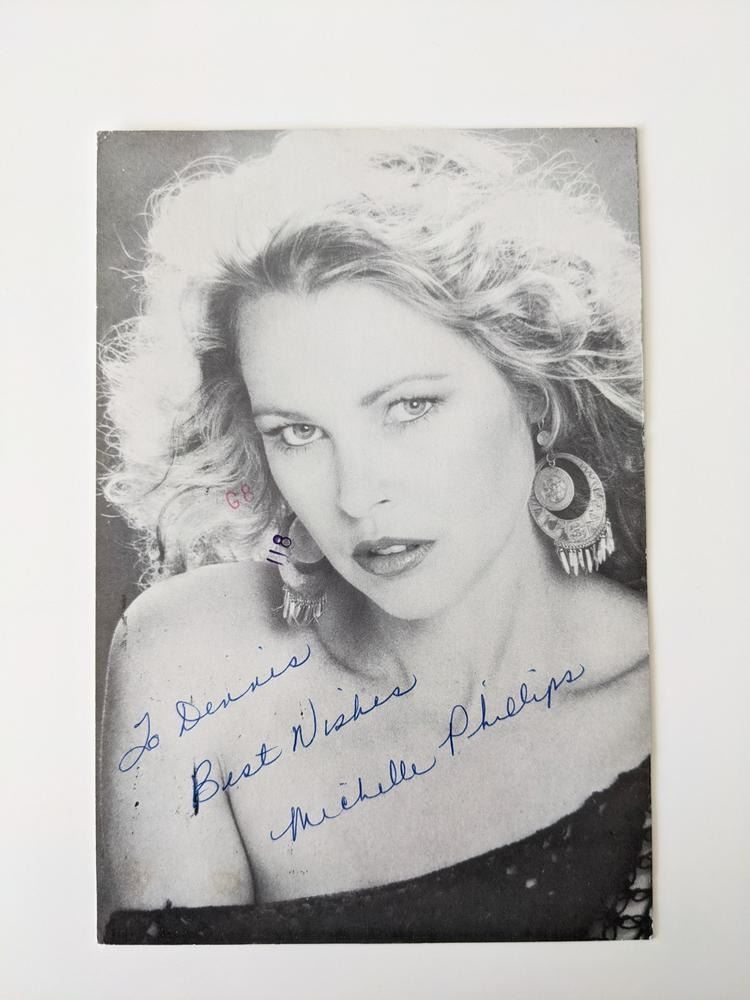 G8
118
To Dennis
Best Wishes
Michelle Phillips